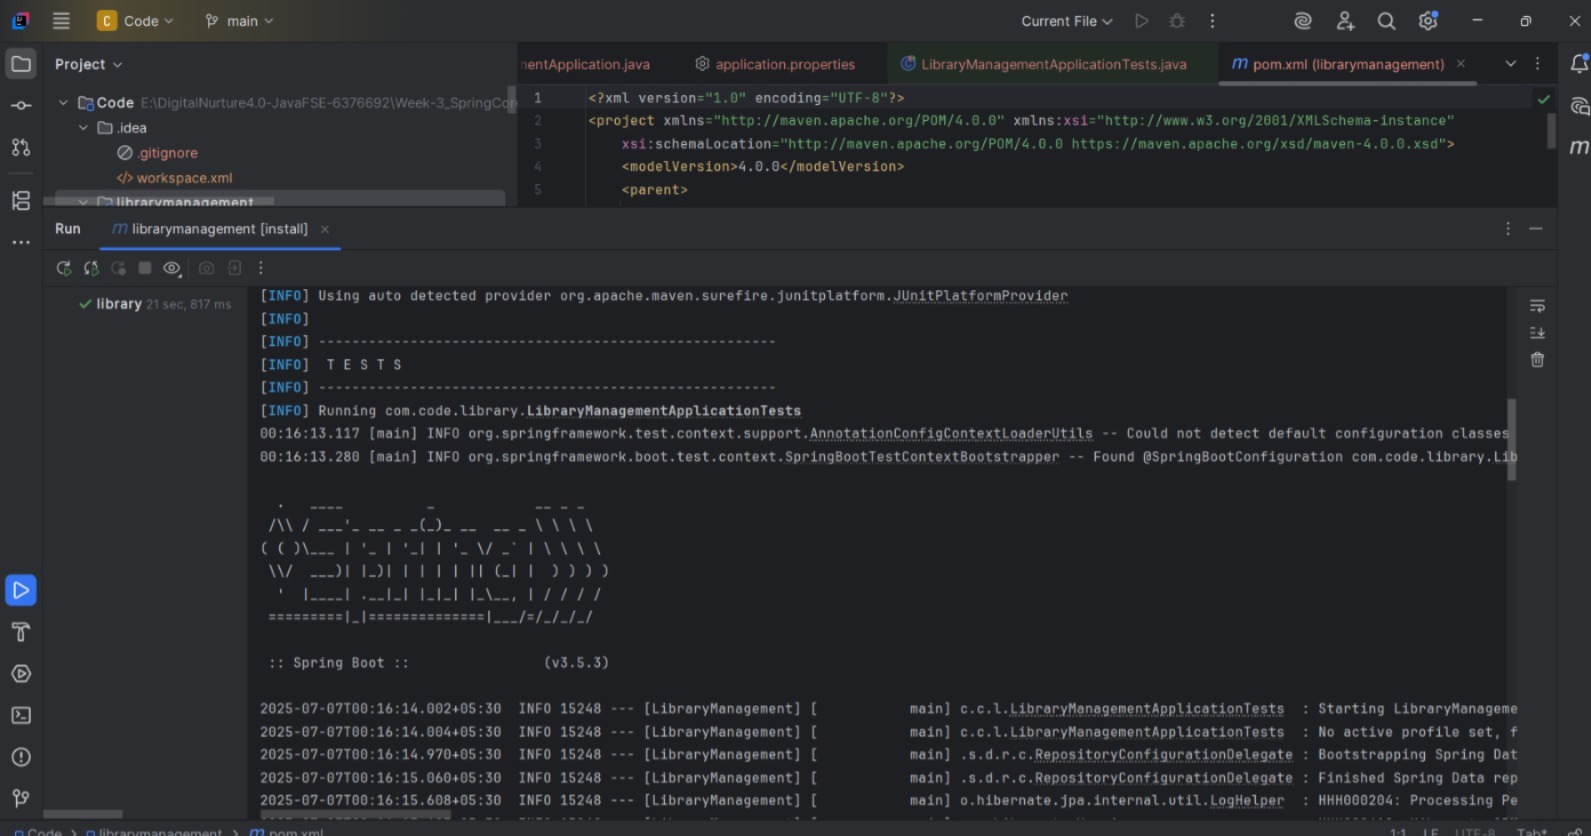 C Code main Current File
Project
nentApplication.java application.properties LibraryManagementApplicationTests.java m pom.xml (librarymanagement)
Code E:\DigitalNurture4.0-JavaFSE-6376692\Week-3_SpringCor
.idea
.gitignore
</> workspace.xml
librarymanagement
1 <?xml version="1.0" encoding="UTF-8"?>
2 <project xmlns="http://maven.apache.org/POM/4.0.0" xmlns:xsi="http://www.w3.org/2001/XMLSchema-instance"
3 xsi:schemaLocation="http://maven.apache.org/POM/4.0.0 https://maven.apache.org/xsd/maven-4.0.0.xsd">
4 <modelVersion>4.0.0</modelVersion>
5 <parent>
Run m librarymanagement [install]
library 21 sec, 817 ms
[INFO] Using auto detected provider org.apache.maven.surefire.junitplatform.JUnitPlatformProvider
[INFO]
[INFO] -------------------------------------------------------
[INFO]  T E S T S
[INFO] -------------------------------------------------------
[INFO] Running com.code.library.LibraryManagementApplicationTests
00:16:13.117 [main] INFO org.springframework.test.context.support.AnnotationConfigContextLoaderUtils -- Could not detect default configuration classes
00:16:13.280 [main] INFO org.springframework.boot.test.context.SpringBootTestContextBootstrapper -- Found @SpringBootConfiguration com.code.library.Lib
  .   ____          _            __ _ _
 /\\ / ___'_ __ _ _(_)_ __  __ _ \ \ \ \
( ( )\___ | '_ | '_| | '_ \/ _` | \ \ \ \
 \\/  ___)| |_)| | | | | || (_| |  ) ) ) )
  '  |____| .__|_| |_|_| |_\__, | / / / /
 =========|_|==============|___/=/_/_/_/
 :: Spring Boot ::                (v3.5.3)
2025-07-07T00:16:14.002+05:30  INFO 15248 --- [LibraryManagement] [           main] c.c.l.LibraryManagementApplicationTests  : Starting LibraryManageme
2025-07-07T00:16:14.004+05:30  INFO 15248 --- [LibraryManagement] [           main] c.c.l.LibraryManagementApplicationTests  : No active profile set, f
2025-07-07T00:16:14.970+05:30  INFO 15248 --- [LibraryManagement] [           main] .s.d.r.c.RepositoryConfigurationDelegate : Bootstrapping Spring Dat
2025-07-07T00:16:15.060+05:30  INFO 15248 --- [LibraryManagement] [           main] .s.d.r.c.RepositoryConfigurationDelegate : Finished Spring Data rep
2025-07-07T00:16:15.608+05:30  INFO 15248 --- [LibraryManagement] [           main] o.hibernate.jpa.internal.util.LogHelper  : HHH000204: Processing Pe
Code > librarymanagement > m pom.xml 1:1 LF UTF-8 Tab*